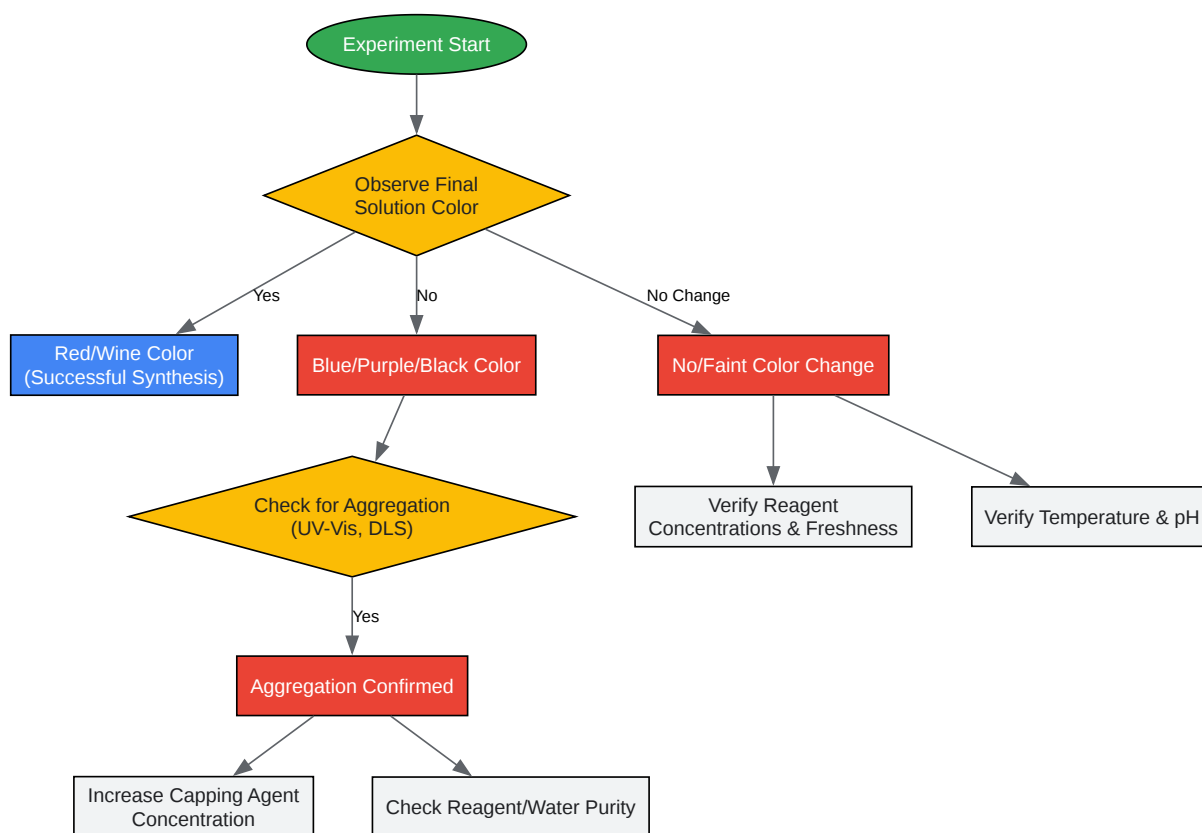 Experiment Start
Observe Final
Solution Color
Yes
No
No Change
Red/Wine Color
(Successful Synthesis)
Blue/Purple/Black Color
No/Faint Color Change
Check for Aggregation
(UV-Vis, DLS)
Verify Reagent
Concentrations & Freshness
Verify Temperature & pH
Yes
Aggregation Confirmed
Increase Capping Agent
Concentration
Check Reagent/Water Purity